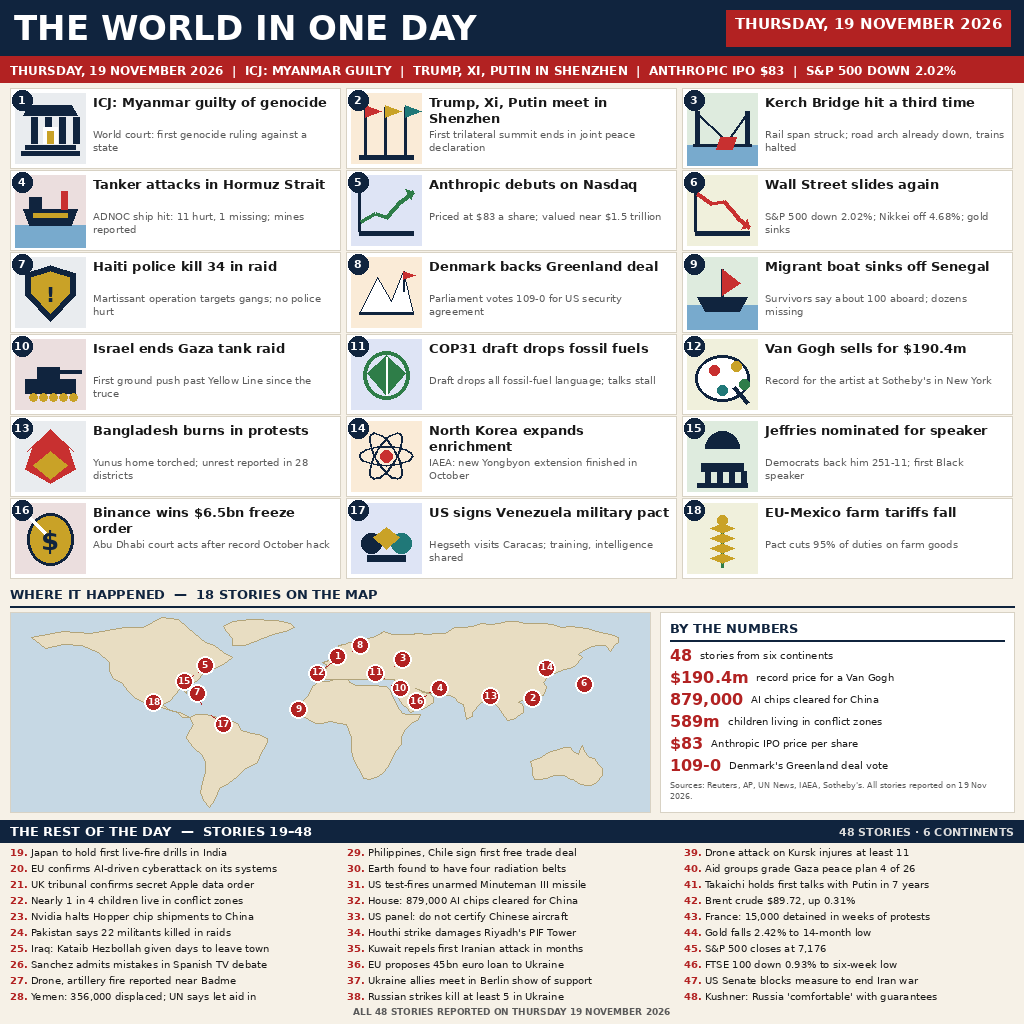 THE WORLD IN ONE DAY
THURSDAY, 19 NOVEMBER 2026
THURSDAY, 19 NOVEMBER 2026 | ICJ: MYANMAR GUILTY | TRUMP, XI, PUTIN IN SHENZHEN | ANTHROPIC IPO $83 | S&P 500 DOWN 2.02%
1
ICJ: Myanmar guilty of genocide
World court: first genocide ruling against a
state
2
Trump, Xi, Putin meet in
Shenzhen
First trilateral summit ends in joint peace
declaration
3
Kerch Bridge hit a third time
Rail span struck; road arch already down, trains
halted
4
Tanker attacks in Hormuz Strait
ADNOC ship hit: 11 hurt, 1 missing; mines
reported
5
Anthropic debuts on Nasdaq
Priced at $83 a share; valued near $1.5 trillion
6
Wall Street slides again
S&P 500 down 2.02%; Nikkei off 4.68%; gold
sinks
7
!
Haiti police kill 34 in raid
Martissant operation targets gangs; no police
hurt
8
Denmark backs Greenland deal
Parliament votes 109-0 for US security
agreement
9
Migrant boat sinks off Senegal
Survivors say about 100 aboard; dozens
missing
10
Israel ends Gaza tank raid
First ground push past Yellow Line since the
truce
11
COP31 draft drops fossil fuels
Draft drops all fossil-fuel language; talks stall
12
Van Gogh sells for $190.4m
Record for the artist at Sotheby's in New York
13
Bangladesh burns in protests
Yunus home torched; unrest reported in 28
districts
14
North Korea expands
enrichment
IAEA: new Yongbyon extension finished in
October
15
Jeffries nominated for speaker
Democrats back him 251-11; first Black
speaker
16
$
Binance wins $6.5bn freeze
order
Abu Dhabi court acts after record October hack
17
US signs Venezuela military pact
Hegseth visits Caracas; training, intelligence
shared
18
EU-Mexico farm tariffs fall
Pact cuts 95% of duties on farm goods
WHERE IT HAPPENED — 18 STORIES ON THE MAP
8
1
3
5
14
12
11
15
6
10
4
7
13
2
16
18
9
17
BY THE NUMBERS
48 stories from six continents
$190.4m record price for a Van Gogh
879,000 AI chips cleared for China
589m children living in conflict zones
$83 Anthropic IPO price per share
109-0 Denmark's Greenland deal vote
Sources: Reuters, AP, UN News, IAEA, Sotheby's. All stories reported on 19 Nov
2026.
THE REST OF THE DAY — STORIES 19–48
48 STORIES · 6 CONTINENTS
19. Japan to hold first live-fire drills in India
20. EU confirms AI-driven cyberattack on its systems
21. UK tribunal confirms secret Apple data order
22. Nearly 1 in 4 children live in conflict zones
23. Nvidia halts Hopper chip shipments to China
24. Pakistan says 22 militants killed in raids
25. Iraq: Kataib Hezbollah given days to leave town
26. Sanchez admits mistakes in Spanish TV debate
27. Drone, artillery fire reported near Badme
28. Yemen: 356,000 displaced; UN says let aid in
29. Philippines, Chile sign first free trade deal
30. Earth found to have four radiation belts
31. US test-fires unarmed Minuteman III missile
32. House: 879,000 AI chips cleared for China
33. US panel: do not certify Chinese aircraft
34. Houthi strike damages Riyadh's PIF Tower
35. Kuwait repels first Iranian attack in months
36. EU proposes 45bn euro loan to Ukraine
37. Ukraine allies meet in Berlin show of support
38. Russian strikes kill at least 5 in Ukraine
39. Drone attack on Kursk injures at least 11
40. Aid groups grade Gaza peace plan 4 of 26
41. Takaichi holds first talks with Putin in 7 years
42. Brent crude $89.72, up 0.31%
43. France: 15,000 detained in weeks of protests
44. Gold falls 2.42% to 14-month low
45. S&P 500 closes at 7,176
46. FTSE 100 down 0.93% to six-week low
47. US Senate blocks measure to end Iran war
48. Kushner: Russia 'comfortable' with guarantees
ALL 48 STORIES REPORTED ON THURSDAY 19 NOVEMBER 2026